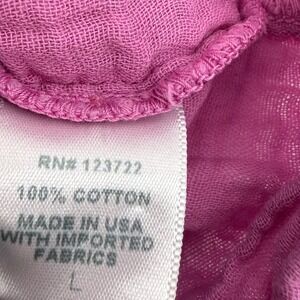 RN# 123722
100% COTTON
MADE IN USA
WITH IMPORTED
FABRICS
L